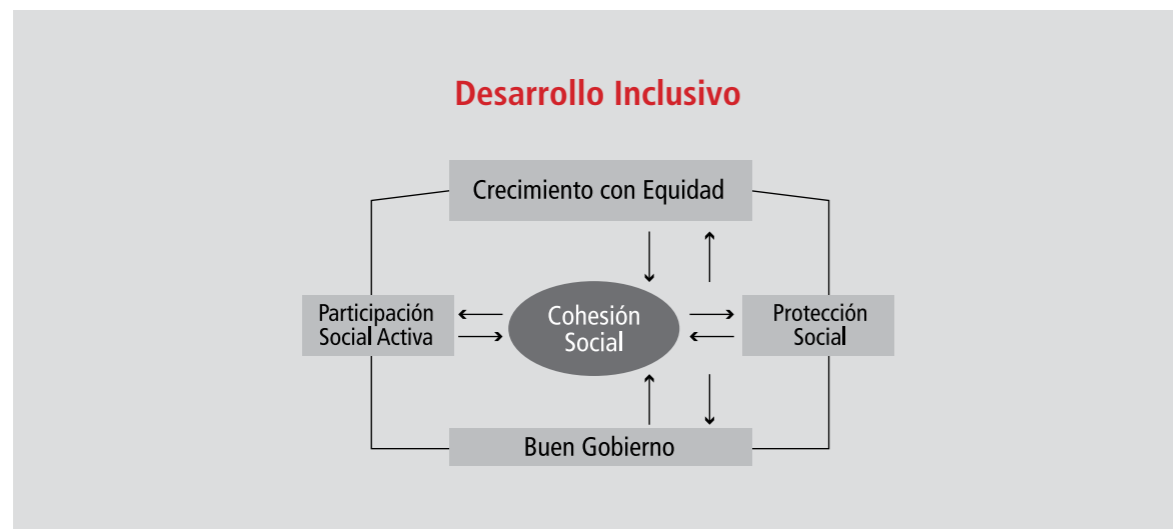 Desarrollo Inclusivo
Crecimiento con Equidad
Participación
Social Activa
Cohesión
Social
Protección
Social
Buen Gobierno